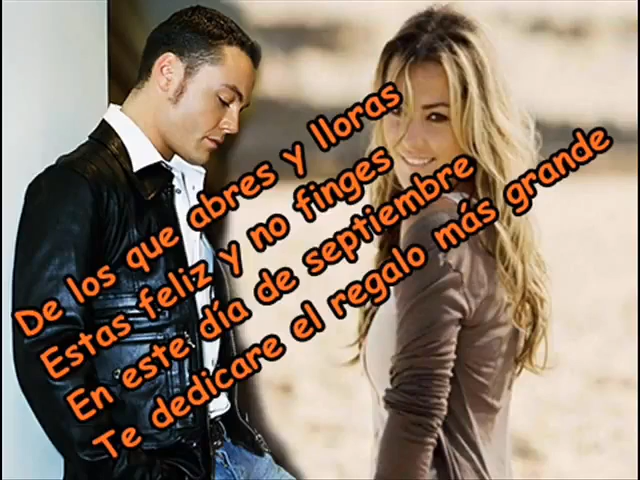 De los que abres y lloras
Estas feliz y no finges
En este día de septiembre
Te dedicare el regalo más grande